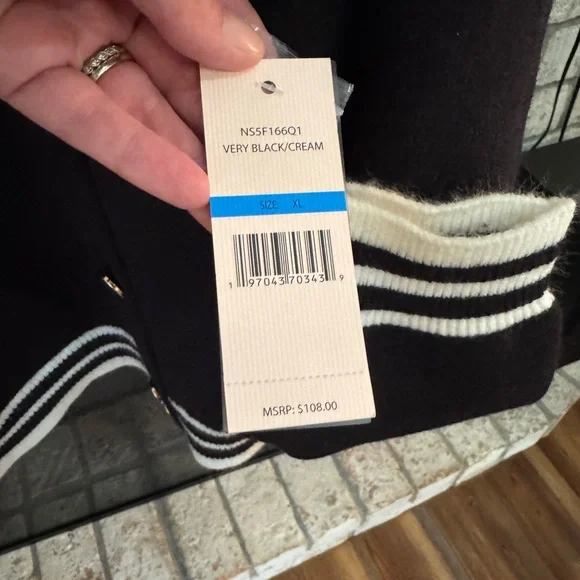 NS5F166Q1
VERY BLACK/CREAM
SIZE XL
1 97043 70343 9
MSRP: $108.00